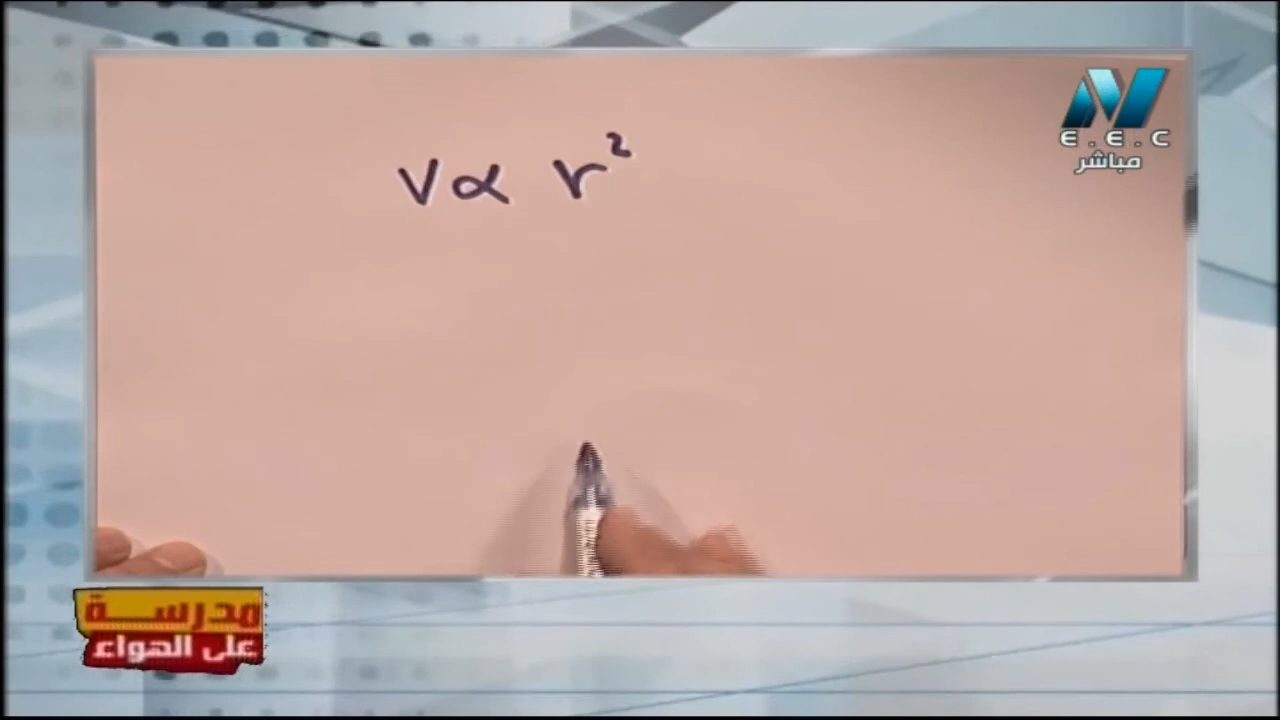 V ∝ r²
E.E.C
مباشر
مدرسة
على الهواء